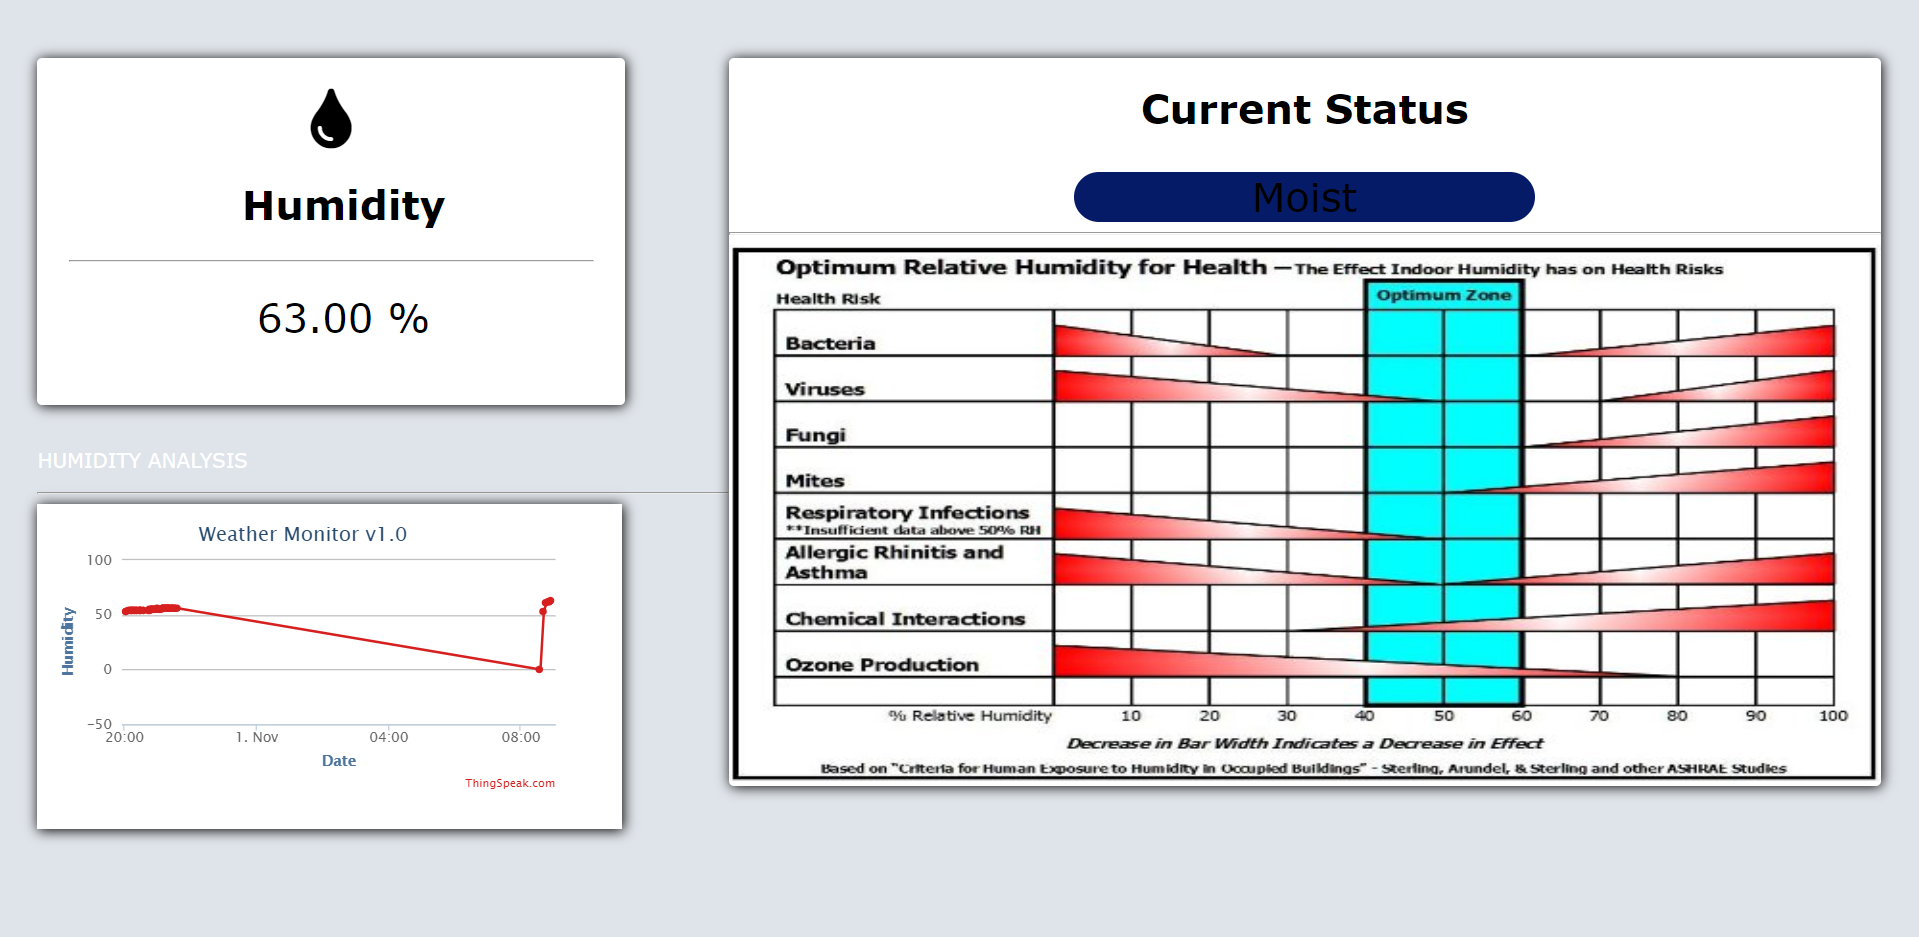 Humidity
63.00 %
HUMIDITY ANALYSIS
Weather Monitor v1.0
100
50
0
−50
Humidity
20:00
1. Nov
04:00
08:00
Date
ThingSpeak.com
Current Status
Moist
Optimum Relative Humidity for Health —The Effect Indoor Humidity has on Health Risks
Health Risk
Optimum Zone
Bacteria
Viruses
Fungi
Mites
Respiratory Infections
**Insufficient data above 50% RH
Allergic Rhinitis and
Asthma
Chemical Interactions
Ozone Production
% Relative Humidity
10
20
30
40
50
60
70
80
90
100
Decrease in Bar Width Indicates a Decrease in Effect
Based on "Criteria for Human Exposure to Humidity in Occupied Buildings" - Sterling, Arundel, & Sterling and other ASHRAE Studies